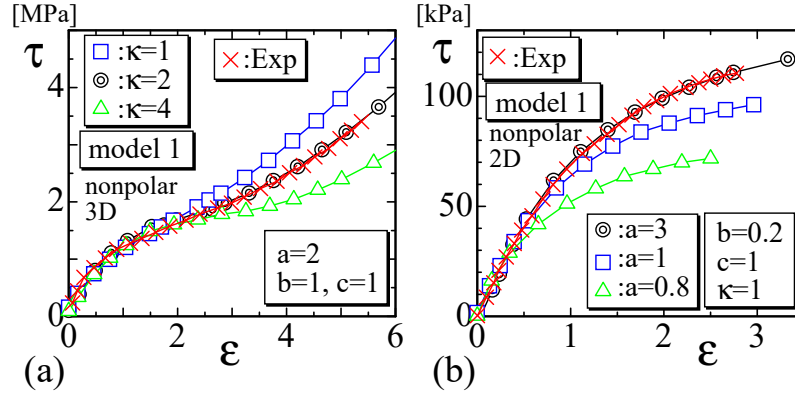 [MPa]
τ
4
2
0
0
2
4
6
ε
:κ=1
:κ=2
:κ=4
:Exp
model 1
nonpolar
3D
a=2
b=1, c=1
(a)
[kPa]
τ
100
50
0
0
1
2
3
ε
:Exp
model 1
nonpolar
2D
:a=3
:a=1
:a=0.8
b=0.2
c=1
κ=1
(b)